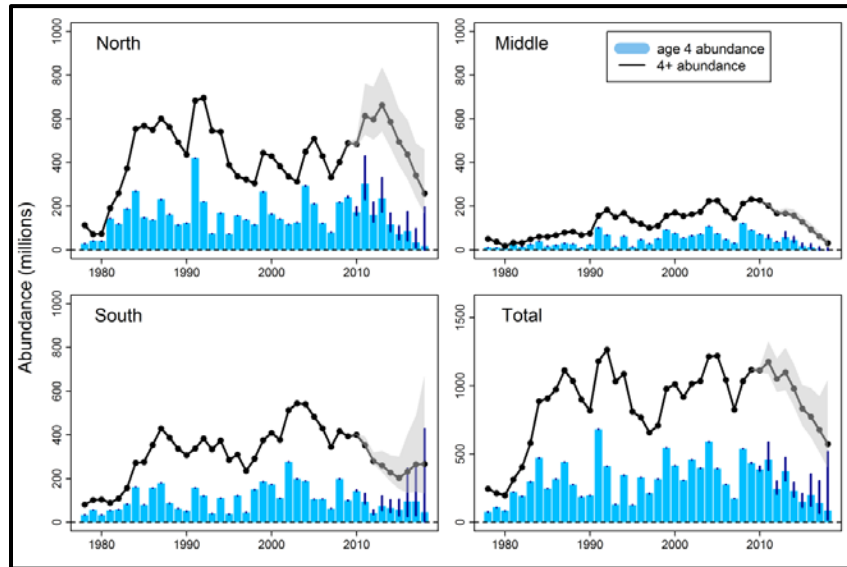 North
Middle
age 4 abundance
4+ abundance
0 200 400 600 800 1000
1980 1990 2000 2010
0 200 400 600 800 1000
1980 1990 2000 2010
South
Total
Abundance (millions)
0 200 400 600 800 1000
1980 1990 2000 2010
0 500 1000 1500
1980 1990 2000 2010